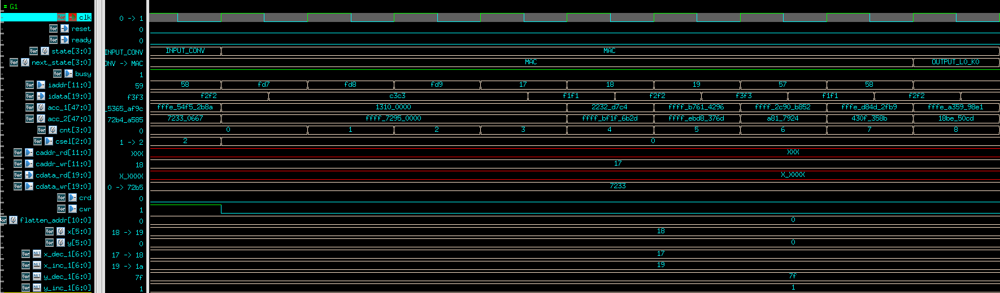 = G1
clk 0 -> 1
reset 0
ready 0
state[3:0] INPUT_CONV INPUT_CONV MAC
next_state[3:0] ONV -> MAC MAC OUTPUT_L0_K0
busy 1
iaddr[11:0] 59 58 fd7 fd8 fd9 17 18 19 57 58
idata[19:0] f3f3 f2f2 c3c3 f1f1 f2f2 f3f3 f1f1 f2f2
acc_1[47:0] _5365_af9c fffe_54f5_2b8a 1310_0000 2232_d7c4 ffff_b761_4296 ffff_2c90_b852 fffe_d84d_2fb9 fffe_a359_98e1
acc_2[47:0] 72b4_a585 7233_0667 ffff_7295_0000 ffff_bf1f_6b2d ffff_ebd8_376d a81_7924 430f_358b 18be_50cd
cnt[3:0] 0 0 1 2 3 4 5 6 7 8
csel[2:0] 1 -> 2 2 0
caddr_rd[11:0] XXX XXX
caddr_wr[11:0] 18 17
cdata_rd[19:0] X_XXXX X_XXXX
cdata_wr[19:0] 0 -> 72b5 7233
crd 0
cwr 1
flatten_addr[10:0] 0 0
x[5:0] 18 -> 19 18
y[5:0] 0 0
x_dec_1[6:0] 17 -> 18 17
x_inc_1[6:0] 19 -> 1a 19
y_dec_1[6:0] 7f 7f
y_inc_1[6:0] 1 1